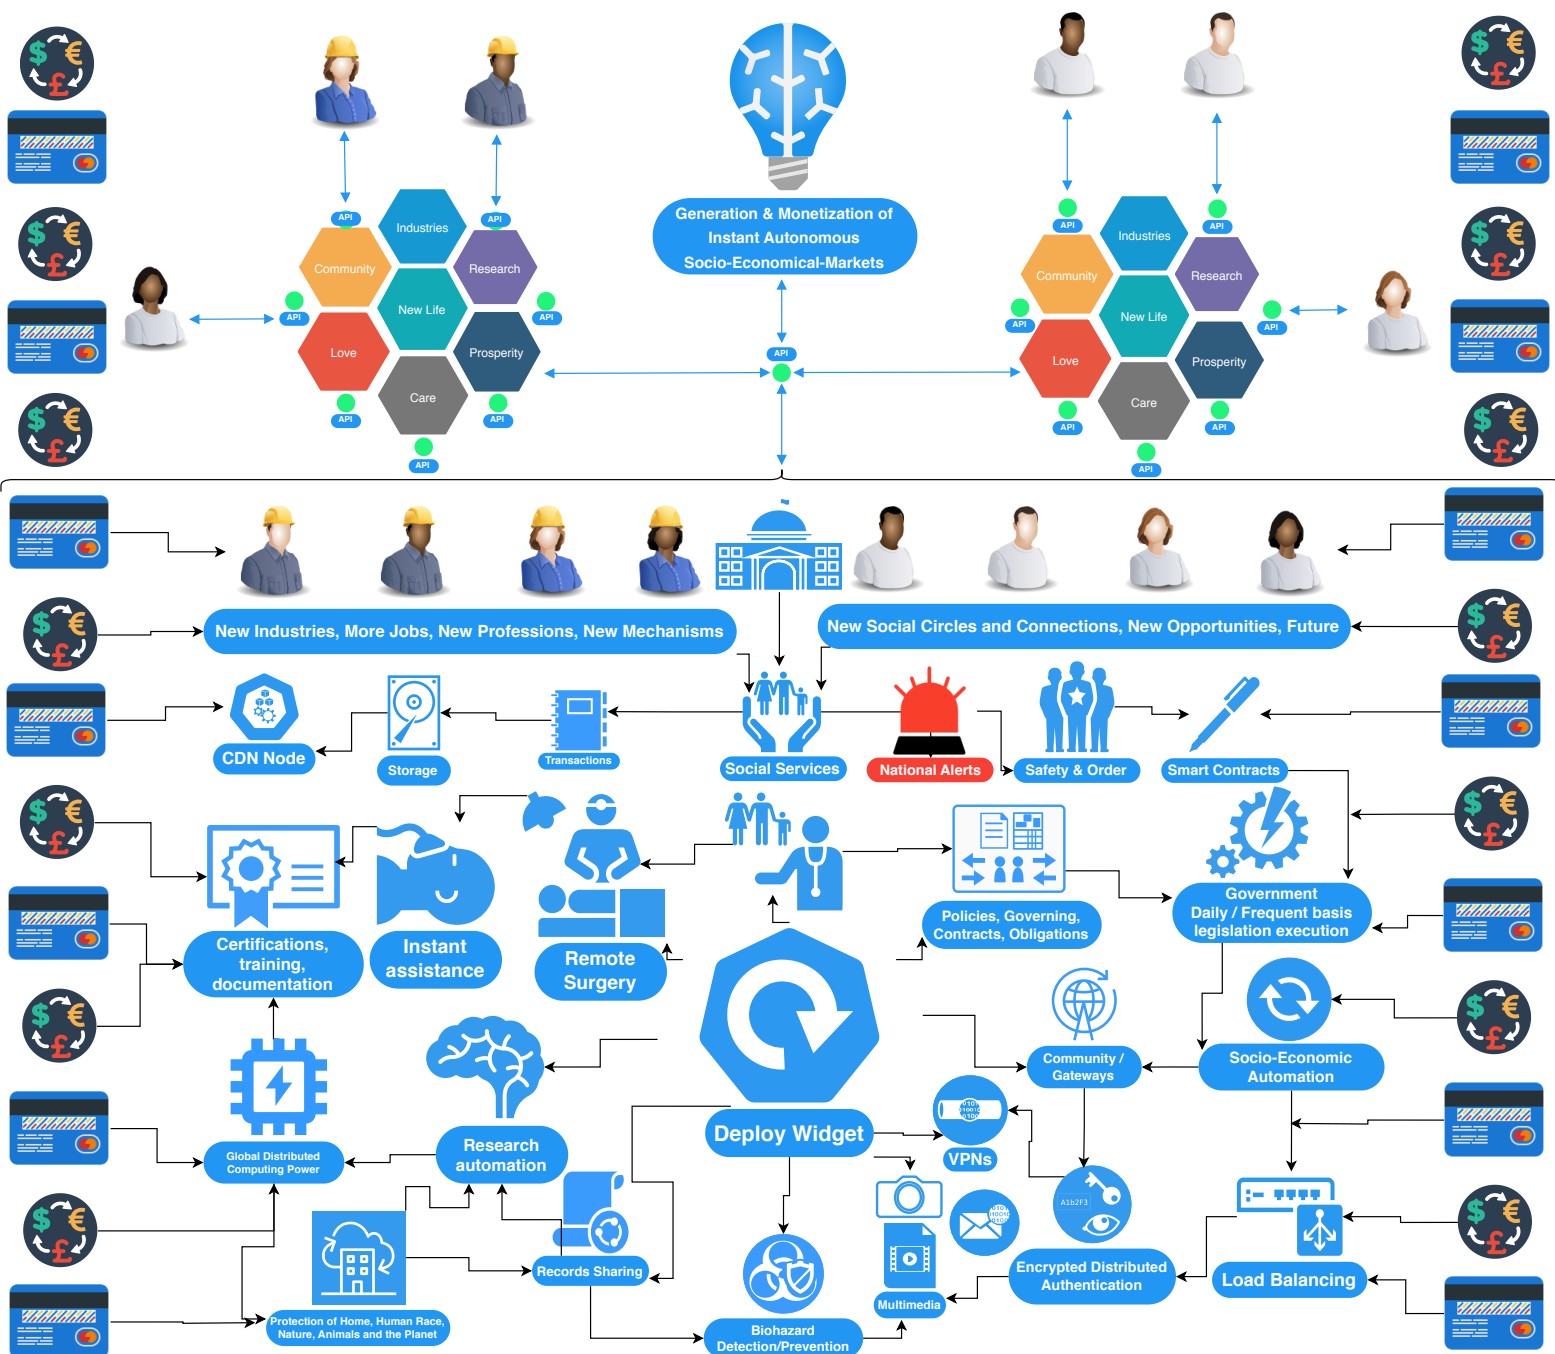 Generation & Monetization of
Instant Autonomous
Socio-Economical-Markets
API
API
Industries
Community
Research
New Life
API
API
Love
Prosperity
Care
API
API
API
API
API
API
Industries
Community
Research
New Life
API
API
Love
Prosperity
Care
API
API
API
New Industries, More Jobs, New Professions, New Mechanisms
New Social Circles and Connections, New Opportunities, Future
CDN Node
Storage
Transactions
Social Services
National Alerts
Safety & Order
Smart Contracts
Certifications,
training,
documentation
Instant
assistance
Remote
Surgery
Policies, Governing,
Contracts, Obligations
Government
Daily / Frequent basis
legislation execution
Community /
Gateways
Socio-Economic
Automation
Global Distributed
Computing Power
Research
automation
Deploy Widget
VPNs
A1b2F3
Records Sharing
Multimedia
Encrypted Distributed
Authentication
Load Balancing
Protection of Home, Human Race,
Nature, Animals and the Planet
Biohazard
Detection/Prevention